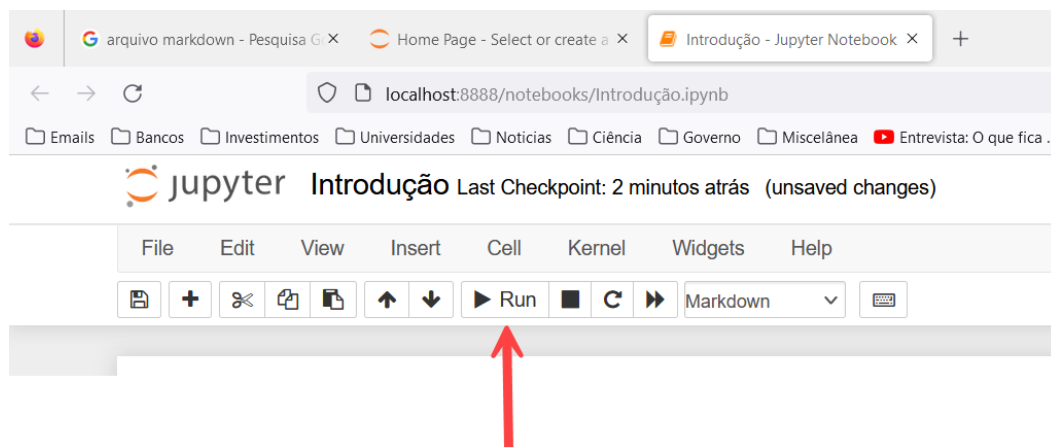 arquivo markdown - Pesquisa G
Home Page - Select or create a
Introdução - Jupyter Notebook
localhost:8888/notebooks/Introdução.ipynb
Emails Bancos Investimentos Universidades Noticias Ciência Governo Miscelânea Entrevista: O que fica ...
jupyter Introdução Last Checkpoint: 2 minutos atrás (unsaved changes)
File Edit View Insert Cell Kernel Widgets Help
Run Markdown